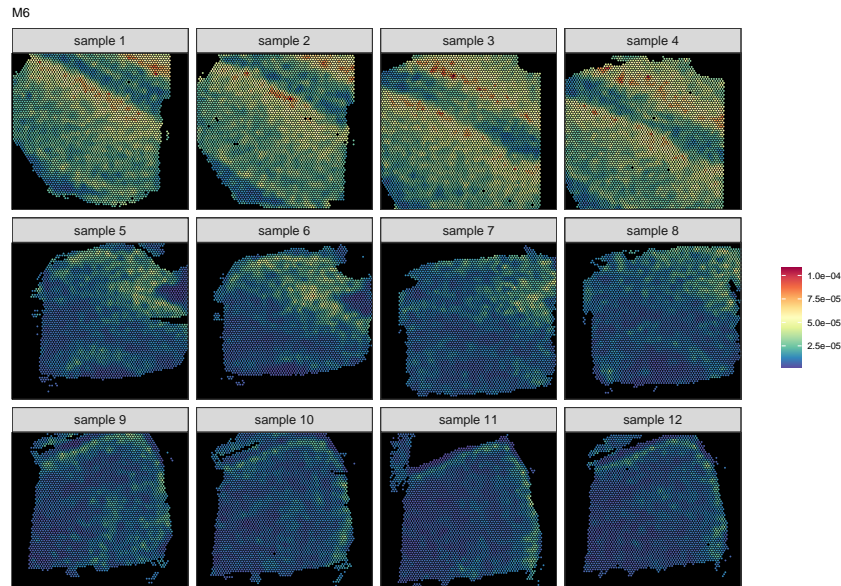 M6
sample 1
sample 2
sample 3
sample 4
sample 5
sample 6
sample 7
sample 8
1.0e−04
7.5e−05
5.0e−05
2.5e−05
sample 9
sample 10
sample 11
sample 12